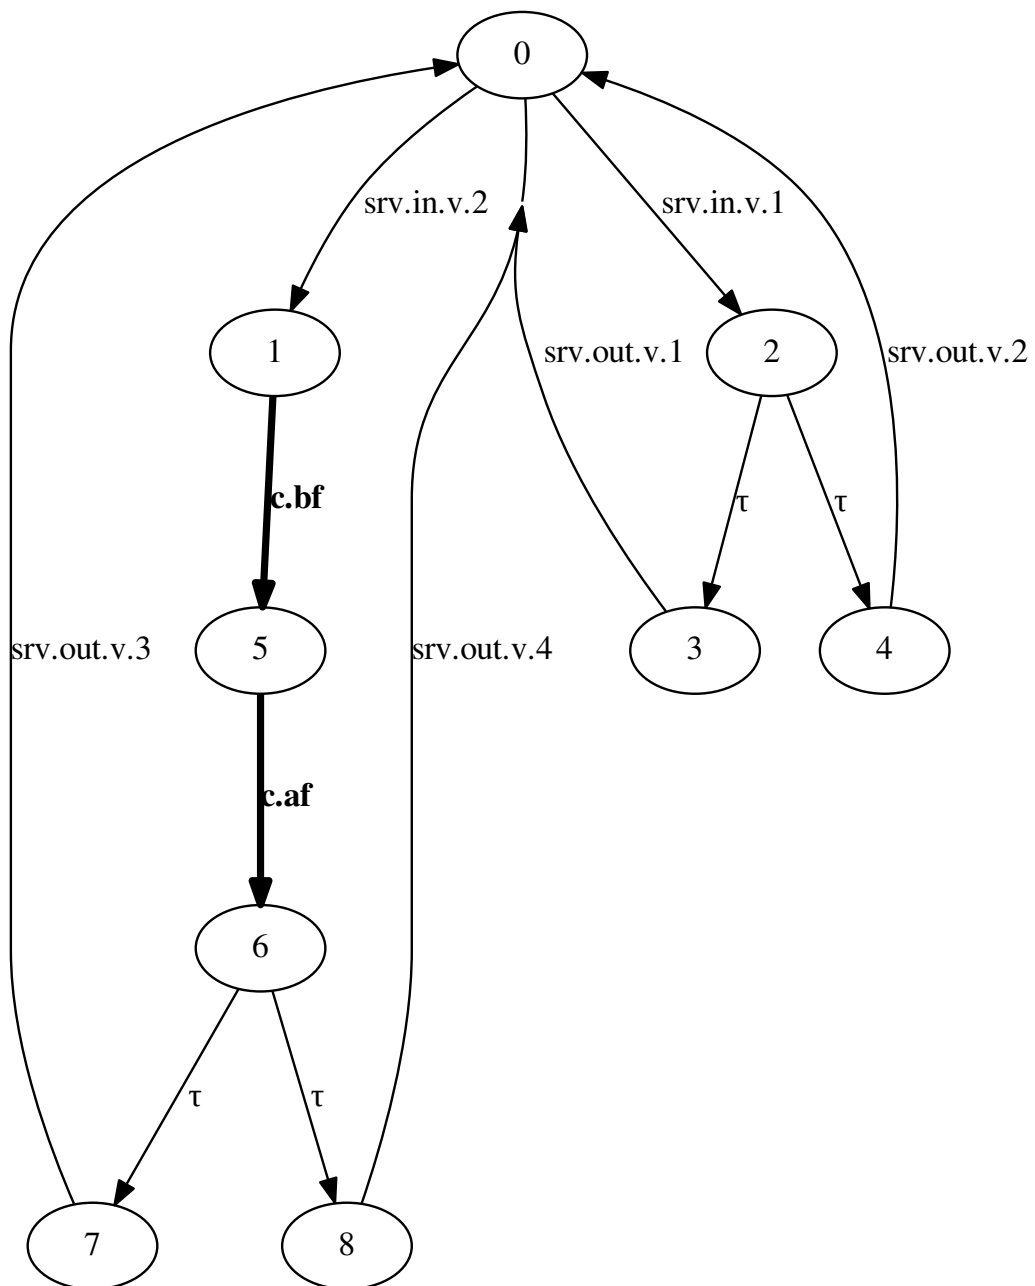 0
srv.in.v.2
srv.in.v.1
1
srv.out.v.1
2
srv.out.v.2
c.bf
τ
τ
srv.out.v.3
5
srv.out.v.4
3
4
c.af
6
τ
τ
7
8